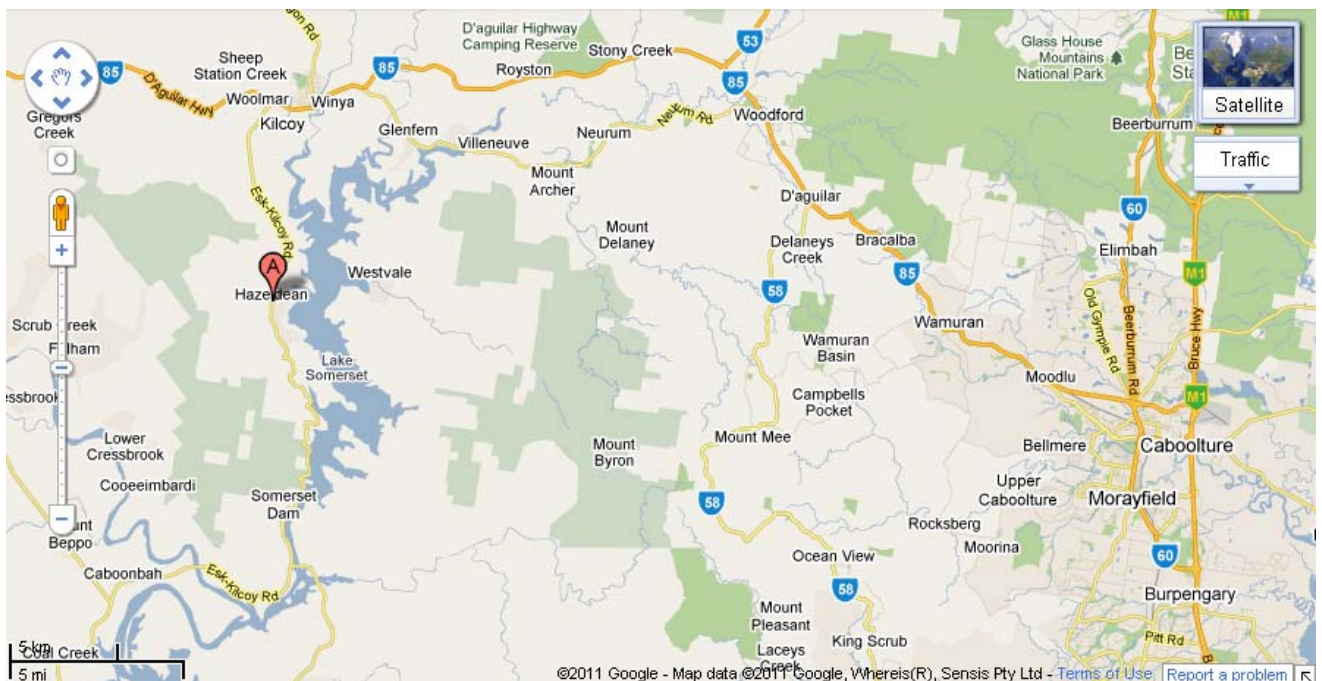 M1
D'aguilar Highway
Camping Reserve
85
53
Stony Creek
Glass House
Mountains
National Park
Sheep
Station Creek
85
Royston
85
Satellite
D'Aguilar Hwy
Woolmar
Winya
Gregors
Creek
Kilcoy
Neurum Rd
Woodford
Beerburrum
Glenfern
Villeneuve
Neurum
Traffic
Mount
Archer
D'aguilar
Esk-Kilcoy Rd
60
Mount
Delaney
Delaneys
Creek
Bracalba
Elimbah
A
Westvale
85
M1
Hazeldean
58
Old Gympie Rd
Beerburrum Rd
Bruce Hwy
Wamuran
Wamuran
Basin
Lake
Somerset
Moodlu
Campbells
Pocket
M1
Lower
Cressbrook
Mount Mee
Mount
Byron
Bellmere
Caboolture
Cooeeimbardi
Upper
Caboolture
Somerset
Dam
58
Morayfield
Beppo
Rocksberg
Moorina
Ocean View
60
Caboonbah
Esk-Kilcoy Rd
58
Burpengary
Mount
Pleasant
King Scrub
Pitt Rd
5 km
Coal Creek
Laceys
Creek
5 mi
©2011 Google - Map data ©2011 Google, Whereis(R), Sensis Pty Ltd - Terms of Use
Report a problem